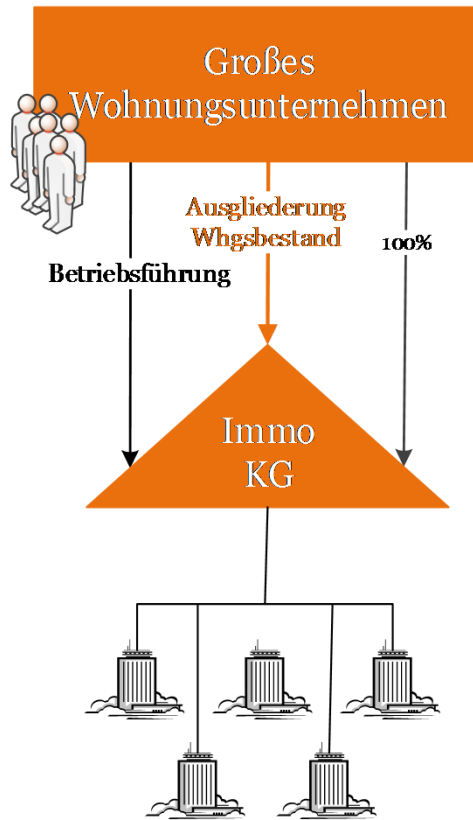 Großes
Wohnungsunternehmen
Ausgliederung
Whgsbestand
100%
Betriebsführung
Immo
KG